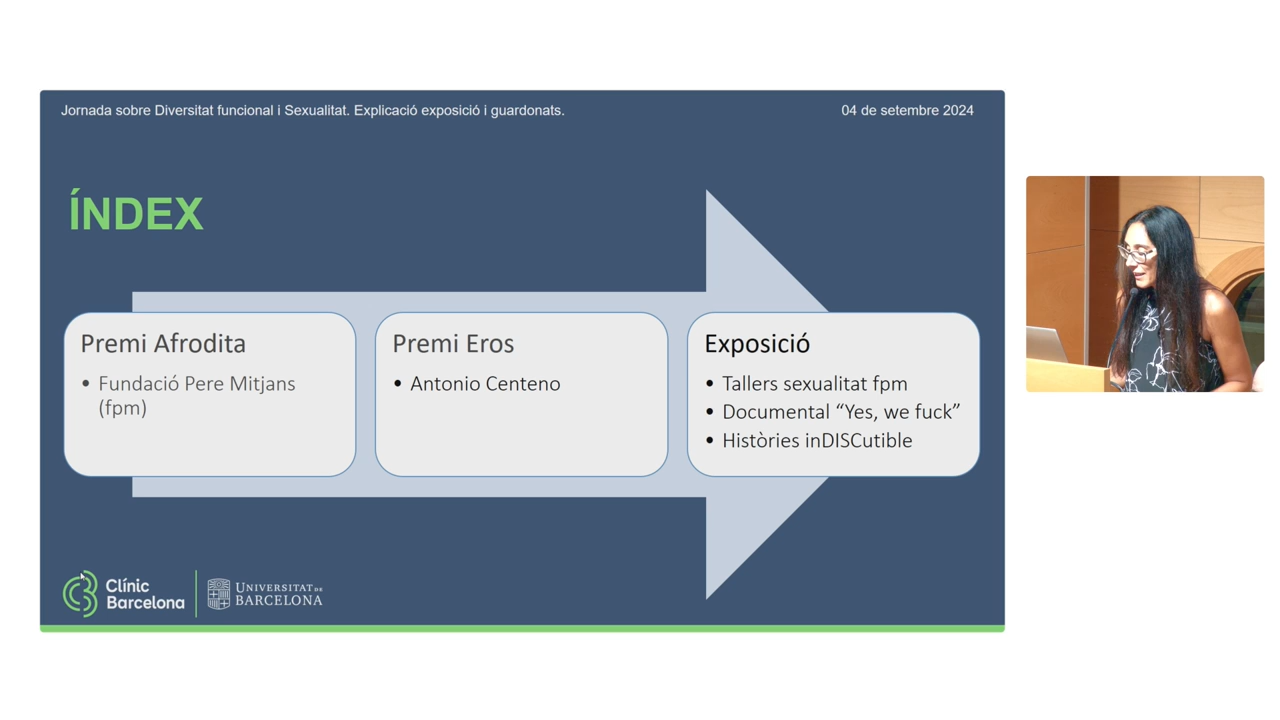 Jornada sobre Diversitat funcional i Sexualitat. Explicació exposició i guardonats.
04 de setembre 2024
ÍNDEX
Premi Afrodita
• Fundació Pere Mitjans
(fpm)
Premi Eros
• Antonio Centeno
Exposició
• Tallers sexualitat fpm
• Documental “Yes, we fuck”
• Històries inDISCutible
Clínic
Barcelona
UNIVERSITAT DE
BARCELONA